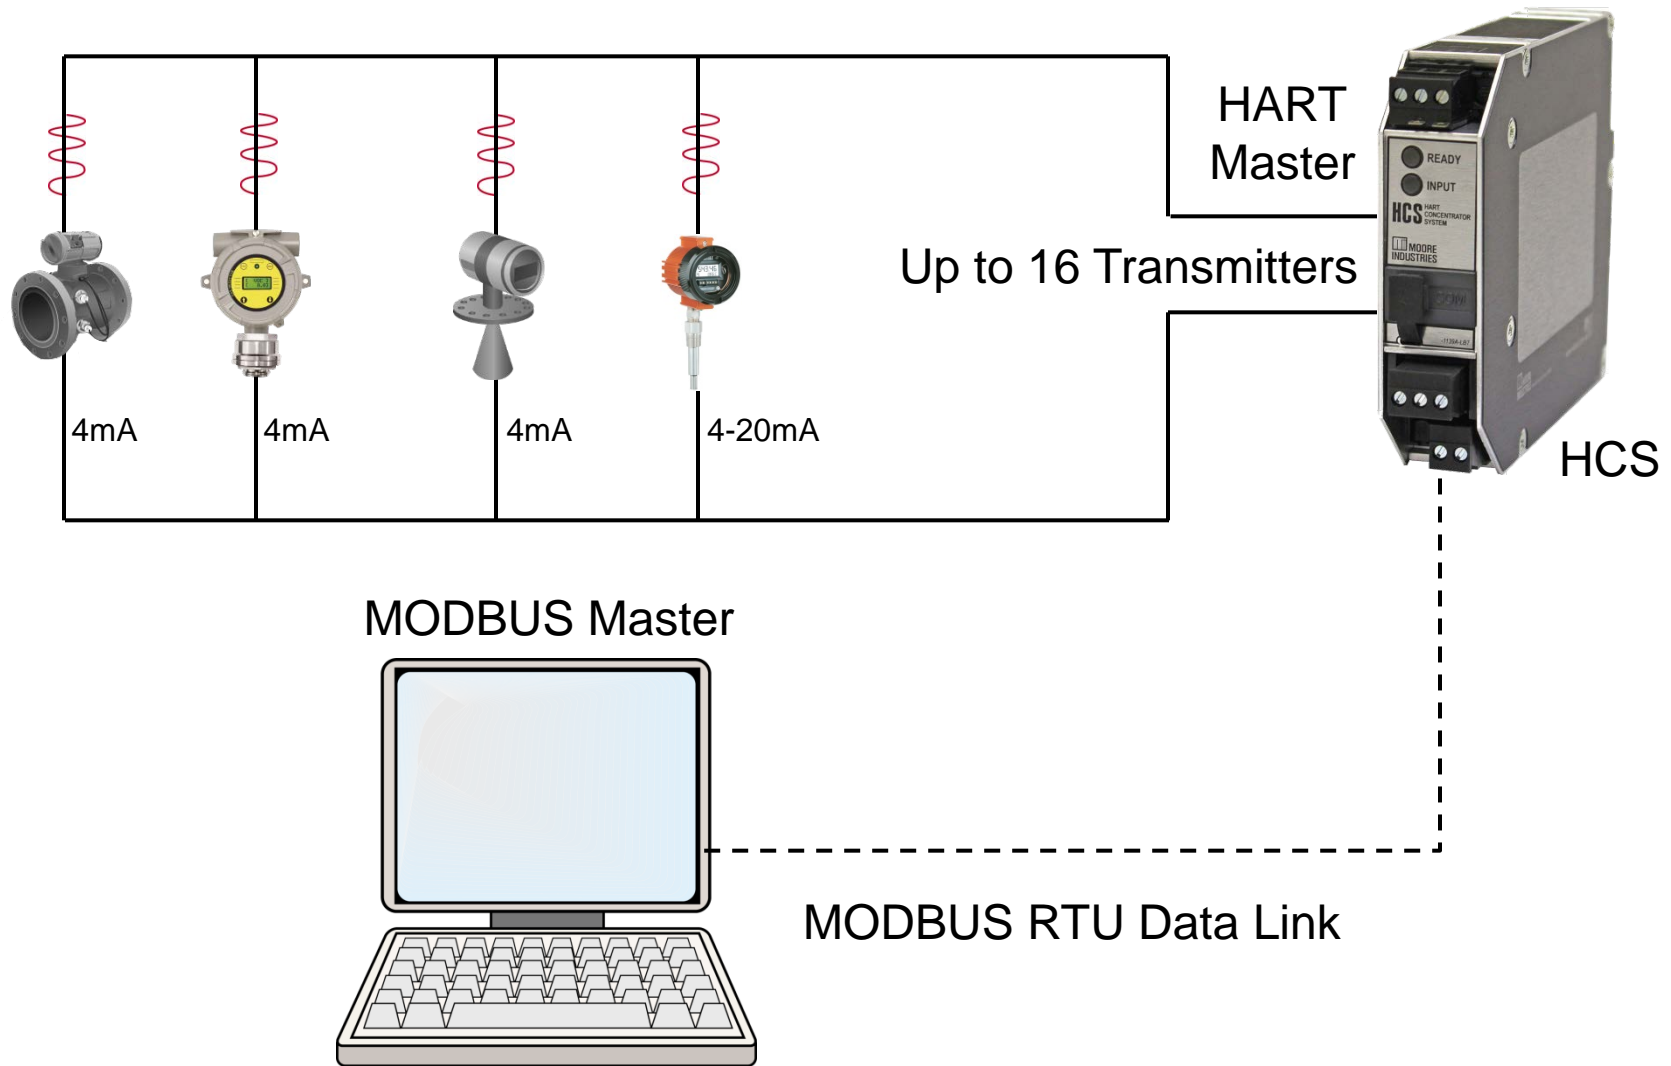 HART
Master
READY
INPUT
HCS HART
CONCENTRATOR
SYSTEM
MOORE
INDUSTRIES
COM
Up to 16 Transmitters
4mA
4mA
4mA
4-20mA
HCS
MODBUS Master
MODBUS RTU Data Link